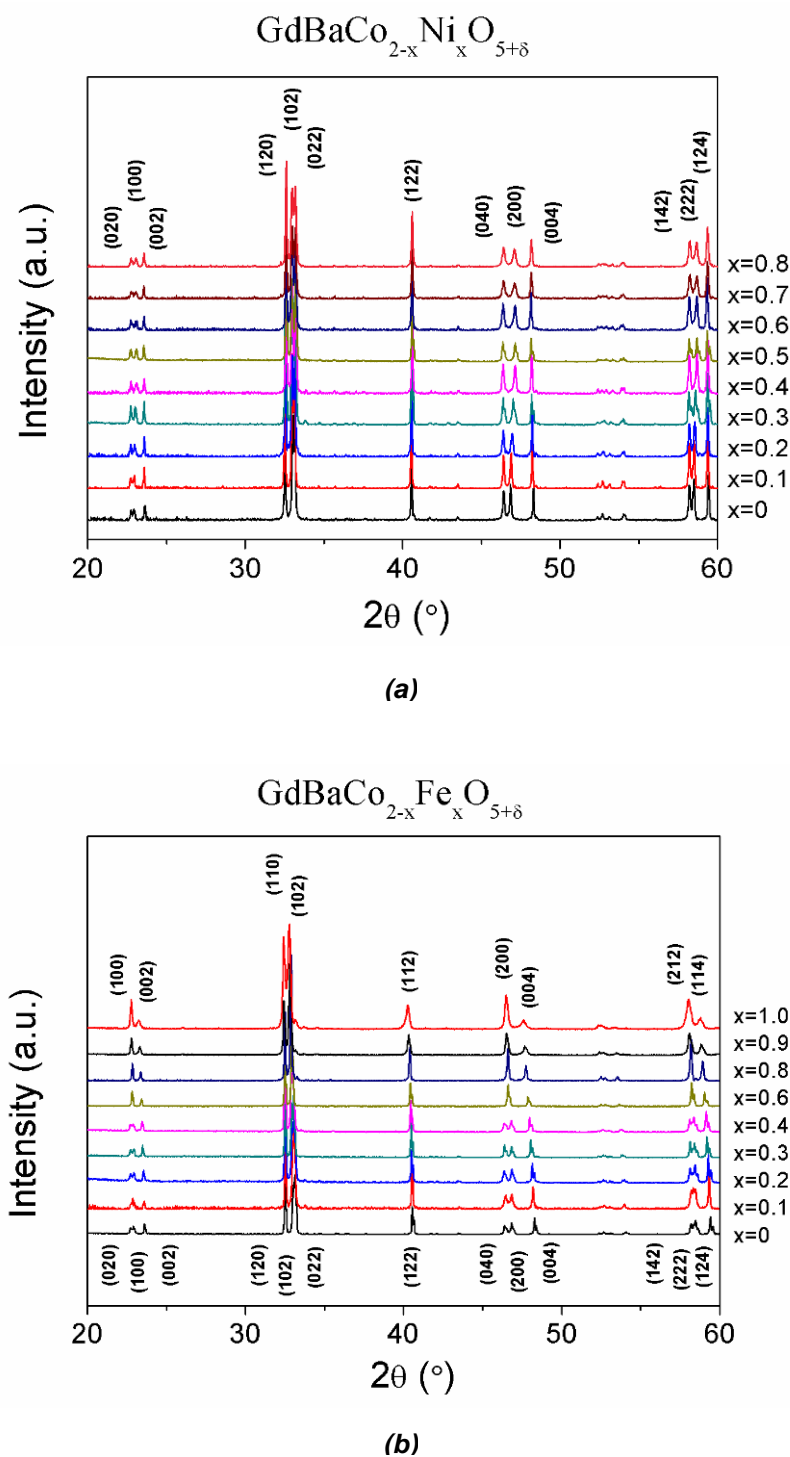 GdBaCo2-xNixO5+δ
(020)
(100)
(002)
(120)
(102)
(022)
(122)
(040)
(200)
(004)
(142)
(222)
(124)
x=0.8
x=0.7
x=0.6
x=0.5
x=0.4
x=0.3
x=0.2
x=0.1
x=0
Intensity (a.u.)
20 30 40 50 60
2θ (°)
(a)
GdBaCo2-xFexO5+δ
(100)
(002)
(110)
(102)
(112)
(200)
(004)
(212)
(114)
x=1.0
x=0.9
x=0.8
x=0.6
x=0.4
x=0.3
x=0.2
x=0.1
x=0
Intensity (a.u.)
(020)
(100)
(002)
(120)
(102)
(022)
(122)
(040)
(200)
(004)
(142)
(222)
(124)
20 30 40 50 60
2θ (°)
(b)